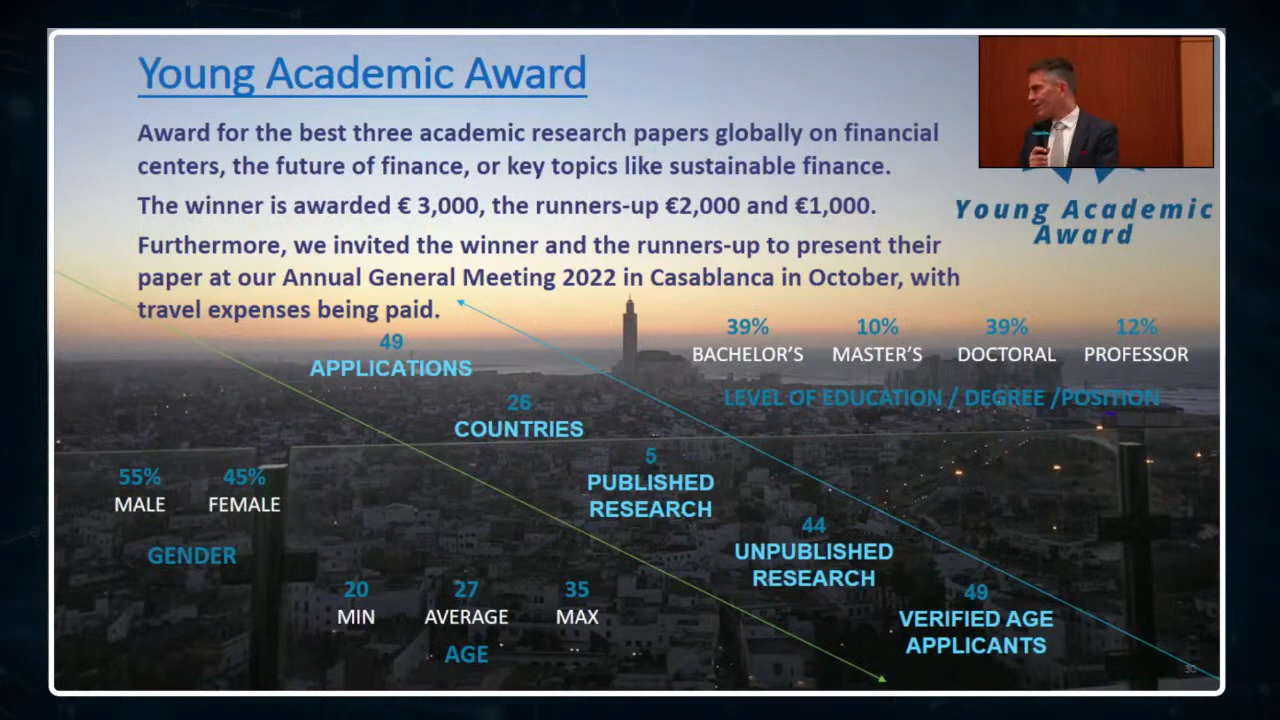 Young Academic Award
Award for the best three academic research papers globally on financial
centers, the future of finance, or key topics like sustainable finance.
The winner is awarded € 3,000, the runners-up €2,000 and €1,000.
Furthermore, we invited the winner and the runners-up to present their
paper at our Annual General Meeting 2022 in Casablanca in October, with
travel expenses being paid.
Young Academic
Award
49
APPLICATIONS
26
COUNTRIES
5
PUBLISHED
RESEARCH
44
UNPUBLISHED
RESEARCH
49
VERIFIED AGE
APPLICANTS
39% 10% 39% 12%
BACHELOR'S MASTER'S DOCTORAL PROFESSOR
LEVEL OF EDUCATION / DEGREE /POSITION
55% 45%
MALE FEMALE
GENDER
20 27 35
MIN AVERAGE MAX
AGE
30